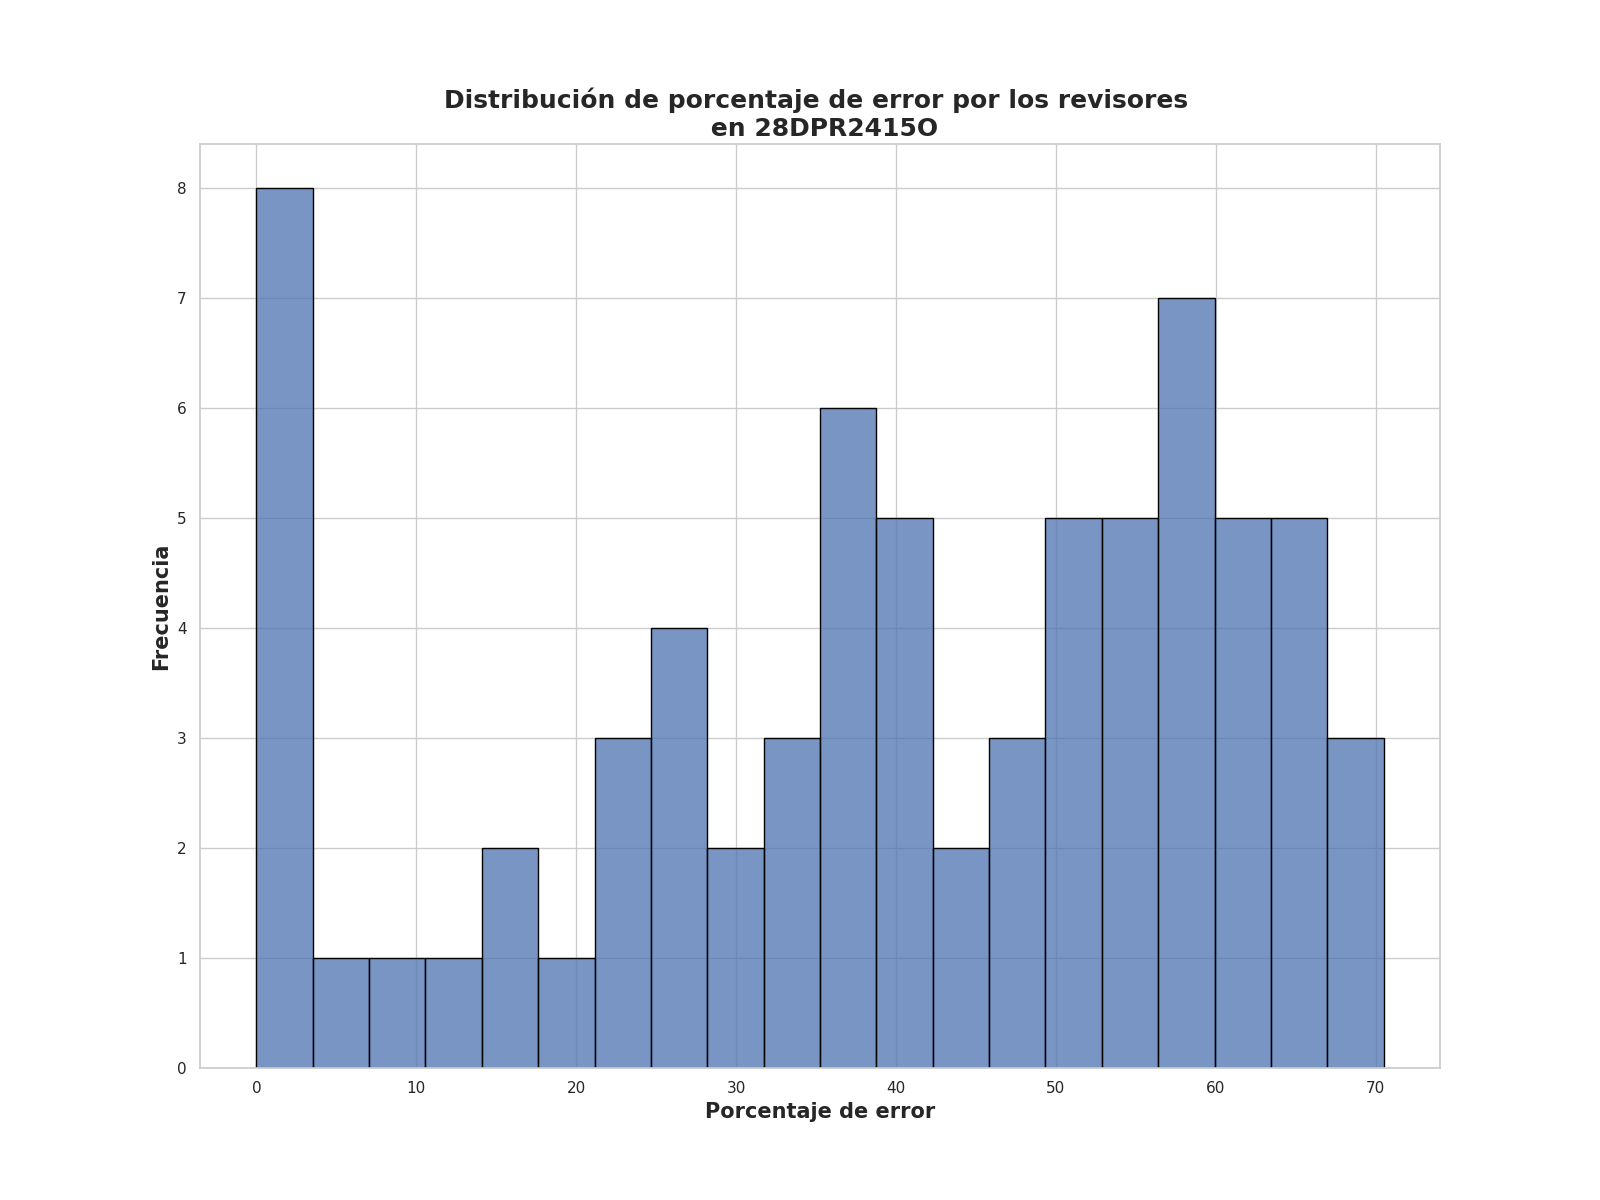 Distribución de porcentaje de error por los revisores
en 28DPR2415O
8
7
6
5
4
3
2
1
0
Frecuencia
0 10 20 30 40 50 60 70
Porcentaje de error